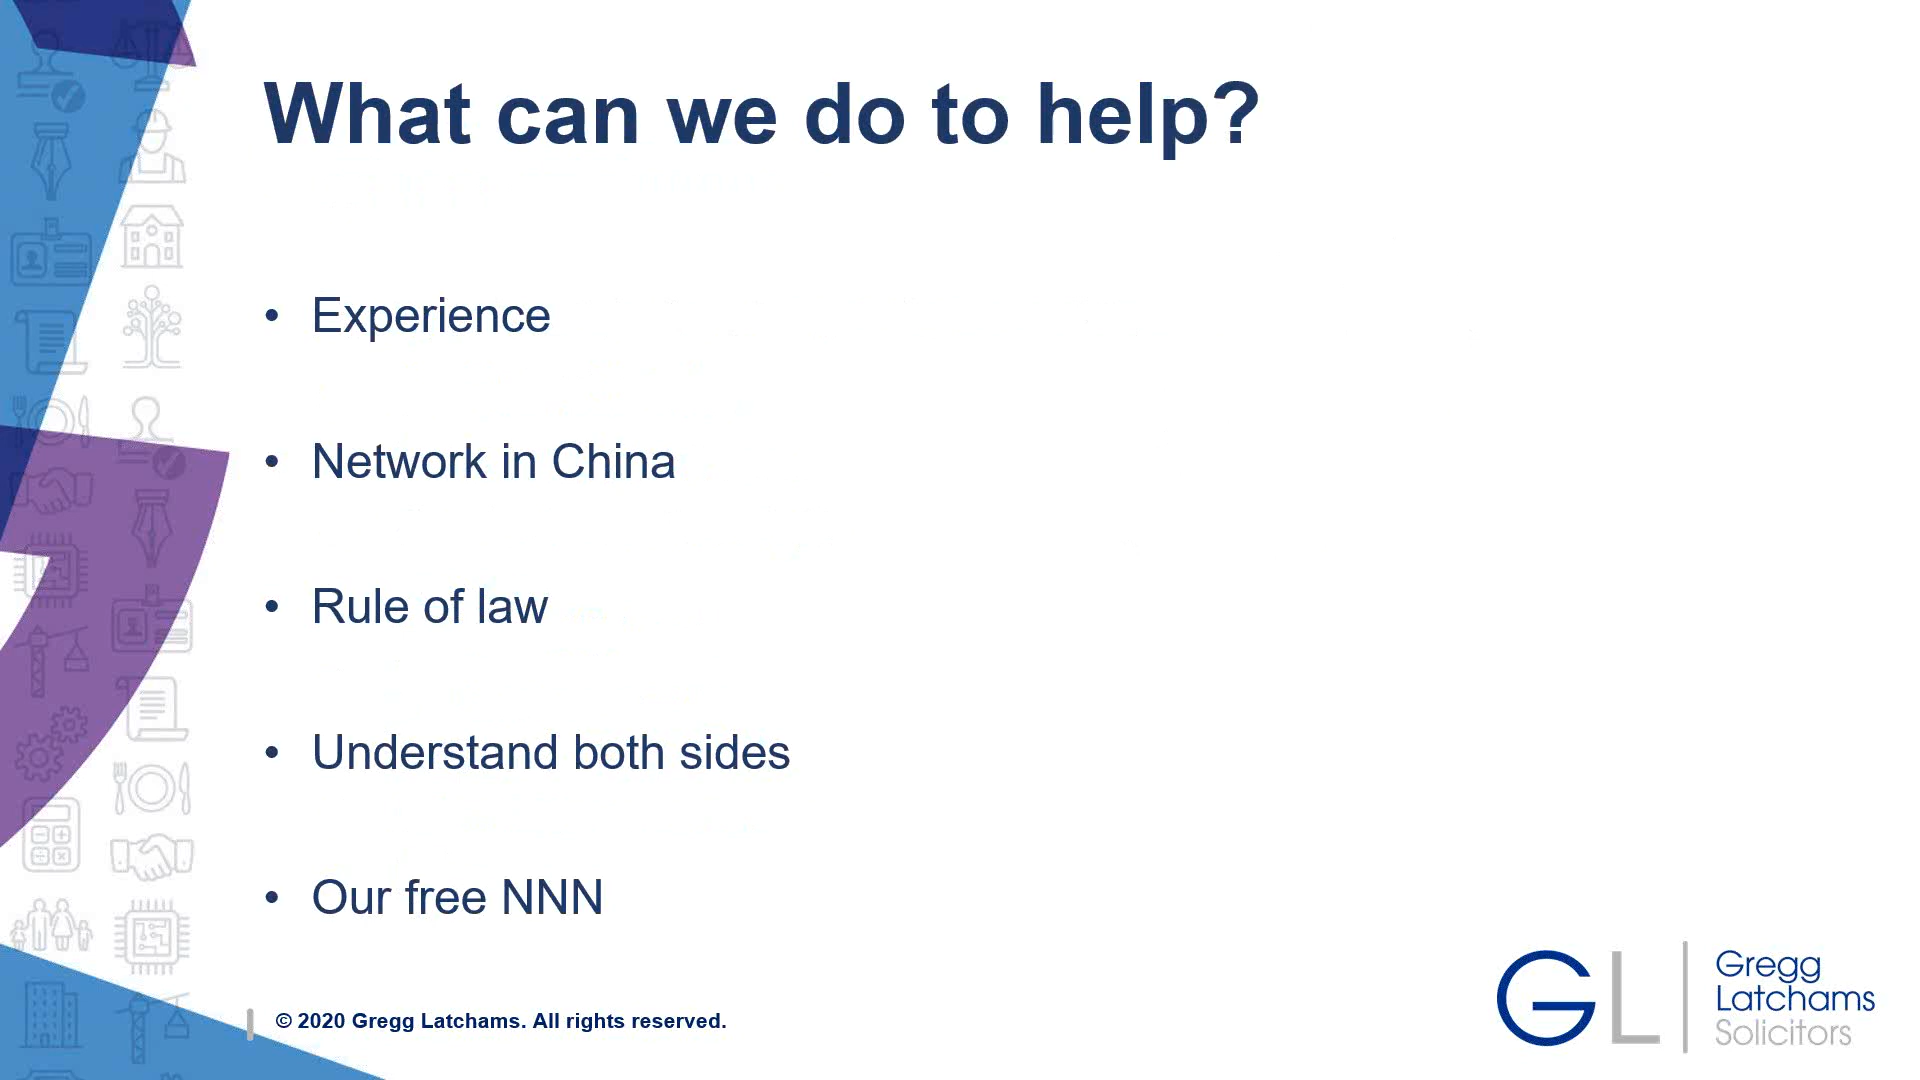 What can we do to help?
• Experience
• Network in China
• Rule of law
• Understand both sides
• Our free NNN
© 2020 Gregg Latchams. All rights reserved.
GL
Gregg
Latchams
Solicitors